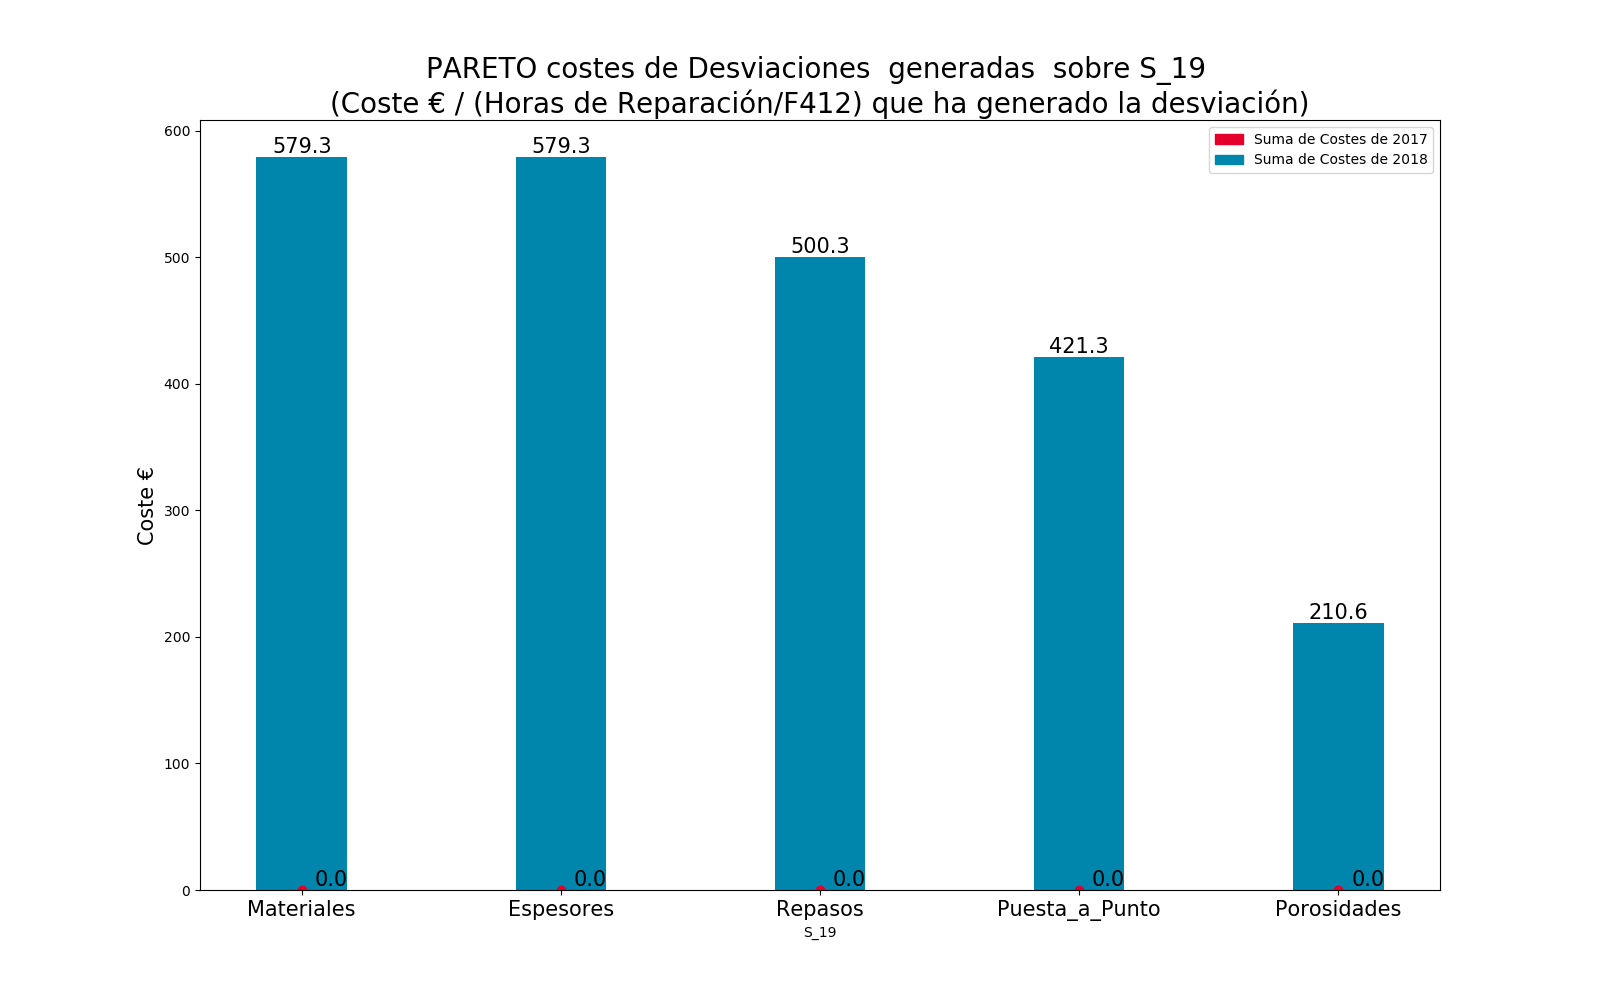 PARETO costes de Desviaciones  generadas  sobre S_19
(Coste € / (Horas de Reparación/F412) que ha generado la desviación)
Suma de Costes de 2017
Suma de Costes de 2018
Coste €
600
500
400
300
200
100
0
579.3
579.3
500.3
421.3
210.6
0.0
0.0
0.0
0.0
0.0
Materiales
Espesores
Repasos
Puesta_a_Punto
Porosidades
S_19